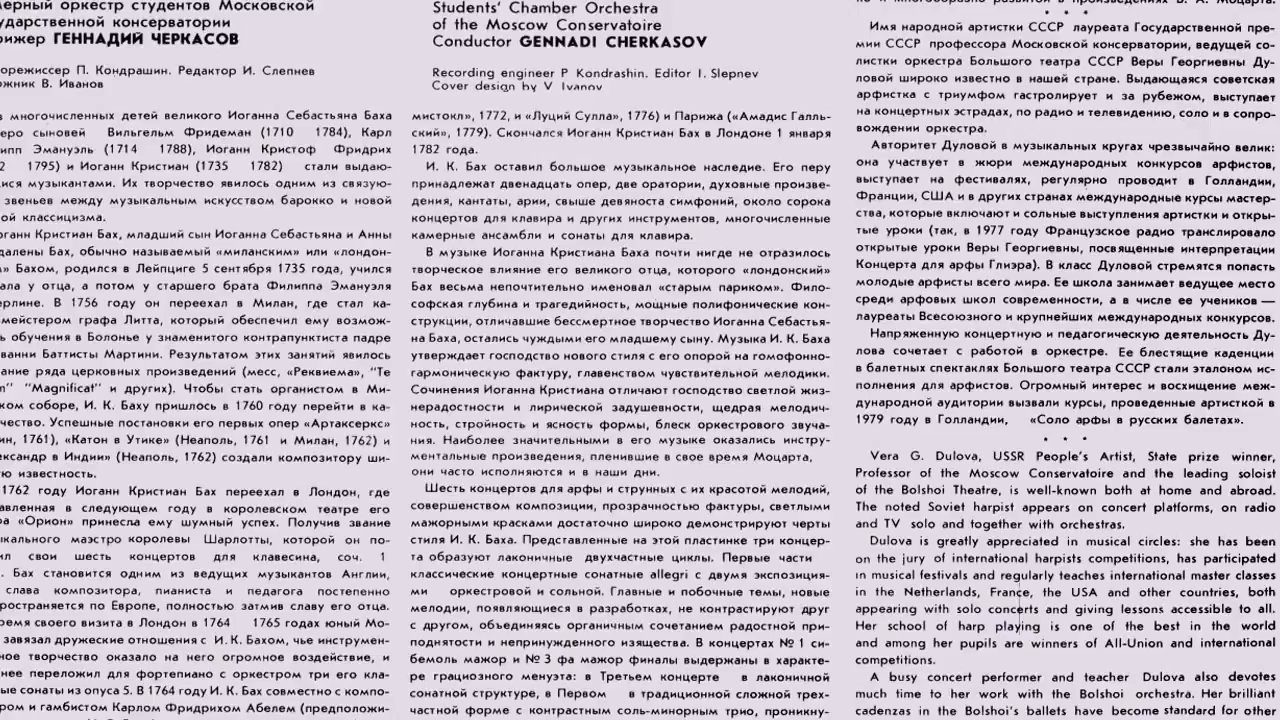 мерный оркестр студентов Московской
ударственной консерватории
рижер ГЕННАДИЙ ЧЕРКАСОВ
орежиссер П. Кондрашин. Редактор И. Слепнев
ожник В. Иванов
Students' Chamber Orchestra
of the Moscow Conservatoire
Conductor GENNADI CHERKASOV
Recording engineer P Kondrashin. Editor I. Slepnev
Cover design by V Ivanov
з многочисленных детей великого Иоганна Себастьяна Баха
еро сыновей Вильгельм Фридеман (1710 1784), Карл
ипп Эмануэль (1714 1788), Иоганн Кристоф Фридрих
2 1795) и Иоганн Кристиан (1735 1782) стали выдаю-
ися музыкантами. Их творчество явилось одним из связую-
звеньев между музыкальным искусством барокко и новой
ой классицизма.
оганн Кристиан Бах, младший сын Иоганна Себастьяна и Анны
далены Бах, обычно называемый «миланским» или «лондон-
» Бахом, родился в Лейпциге 5 сентября 1735 года, учился
ала у отца, а потом у старшего брата Филиппа Эмануэля
ерлине. В 1756 году он переехал в Милан, где стал ка-
мейстером графа Литта, который обеспечил ему возмож-
ь обучения в Болонье у знаменитого контрапунктиста падре
ванни Баттисты Мартини. Результатом этих занятий явилось
ание ряда церковных произведений (месс, «Реквиема», "Te
m" "Magnificat" и других). Чтобы стать органистом в Ми-
ком соборе, И. К. Баху пришлось в 1760 году перейти в ка-
чество. Успешные постановки его первых опер «Артаксеркс»
ин, 1761), «Катон в Утике» (Неаполь, 1761 и Милан, 1762) и
ександр в Индии» (Неаполь, 1762) создали композитору ши-
ую известность.
1762 году Иоганн Кристиан Бах переехал в Лондон, где
авленная в следующем году в королевском театре его
ра «Орион» принесла ему шумный успех. Получив звание
ыкального маэстро королевы Шарлотты, которой он по-
ил свои шесть концертов для клавесина, соч. 1
. Бах становится одним из ведущих музыкантов Англии,
слава композитора, пианиста и педагога постепенно
ространяется по Европе, полностью затмив славу его отца.
ремя своего визита в Лондон в 1764 1765 годах юный Мо-
завязал дружеские отношения с И. К. Бахом, чье инструмен-
ное творчество оказало на него огромное воздействие, и
нее переложил для фортепиано с оркестром три его кла-
ые сонаты из опуса 5. В 1764 году И. К. Бах совместно с компо-
ром и гамбистом Карлом Фридрихом Абелем (предположи-
мистокл», 1772, и «Луций Сулла», 1776) и Парижа («Амадис Галль-
ский», 1779). Скончался Иоганн Кристиан Бах в Лондоне 1 января
1782 года.
И. К. Бах оставил большое музыкальное наследие. Его перу
принадлежат двенадцать опер, две оратории, духовные произве-
дения, кантаты, арии, свыше девяноста симфоний, около сорока
концертов для клавира и других инструментов, многочисленные
камерные ансамбли и сонаты для клавира.
В музыке Иоганна Кристиана Баха почти нигде не отразилось
творческое влияние его великого отца, которого «лондонский»
Бах весьма непочтительно именовал «старым париком». Фило-
софская глубина и трагедийность, мощные полифонические кон-
струкции, отличавшие бессмертное творчество Иоганна Себастья-
на Баха, остались чуждыми его младшему сыну. Музыка И. К. Баха
утверждает господство нового стиля с его опорой на гомофонно-
гармоническую фактуру, главенством чувствительной мелодики.
Сочинения Иоганна Кристиана отличают господство светлой жиз-
нерадостности и лирической задушевности, щедрая мелодич-
ность, стройность и ясность формы, блеск оркестрового звуча-
ния. Наиболее значительными в его музыке оказались инстру-
ментальные произведения, пленившие в свое время Моцарта,
они часто исполняются и в наши дни.
Шесть концертов для арфы и струнных с их красотой мелодий,
совершенством композиции, прозрачностью фактуры, светлыми
мажорными красками достаточно широко демонстрируют черты
стиля И. К. Баха. Представленные на этой пластинке три концер-
та образуют лаконичные двухчастные циклы. Первые части
классические концертные сонатные allegri с двумя экспозиция-
ми оркестровой и сольной. Главные и побочные темы, новые
мелодии, появляющиеся в разработках, не контрастируют друг
с другом, объединяясь органичным сочетанием радостной при-
поднятости и непринужденного изящества. В концертах № 1 си-
бемоль мажор и № 3 фа мажор финалы выдержаны в характе-
ре грациозного менуэта: в Третьем концерте в лаконичной
сонатной структуре, в Первом в традиционной сложной трех-
частной форме с контрастным соль-минорным трио, проникну-
ке и многообразно развито в произведениях В. А. Моцарта.
• • •
Имя народной артистки СССР лауреата Государственной пре-
мии СССР профессора Московской консерватории, ведущей со-
листки оркестра Большого театра СССР Веры Георгиевны Ду-
ловой широко известно в нашей стране. Выдающаяся советская
арфистка с триумфом гастролирует и за рубежом, выступает
на концертных эстрадах, по радио и телевидению, соло и в сопро-
вождении оркестра.
Авторитет Дуловой в музыкальных кругах чрезвычайно велик:
она участвует в жюри международных конкурсов арфистов,
выступает на фестивалях, регулярно проводит в Голландии,
Франции, США и в других странах международные курсы мастер-
ства, которые включают и сольные выступления артистки и откры-
тые уроки (так, в 1977 году Французское радио транслировало
открытые уроки Веры Георгиевны, посвященные интерпретации
Концерта для арфы Глиэра). В класс Дуловой стремятся попасть
молодые арфисты всего мира. Ее школа занимает ведущее место
среди арфовых школ современности, а в числе ее учеников —
лауреаты Всесоюзного и крупнейших международных конкурсов.
Напряженную концертную и педагогическую деятельность Ду-
лова сочетает с работой в оркестре. Ее блестящие каденции
в балетных спектаклях Большого театра СССР стали эталоном ис-
полнения для арфистов. Огромный интерес и восхищение меж-
дународной аудитории вызвали курсы, проведенные артисткой в
1979 году в Голландии, «Соло арфы в русских балетах».
• • •
Vera G. Dulova, USSR People's Artist, State prize winner,
Professor of the Moscow Conservatoire and the leading soloist
of the Bolshoi Theatre, is well-known both at home and abroad.
The noted Soviet harpist appears on concert platforms, on radio
and TV solo and together with orchestras.
Dulova is greatly appreciated in musical circles: she has been
on the jury of international harpists competitions, has participated
in musical festivals and regularly teaches international master classes
in the Netherlands, France, the USA and other countries, both
appearing with solo concerts and giving lessons accessible to all.
Her school of harp playing is one of the best in the world
and among her pupils are winners of All-Union and international
competitions.
A busy concert performer and teacher Dulova also devotes
much time to her work with the Bolshoi orchestra. Her brilliant
cadenzas in the Bolshoi's ballets have become standard for other